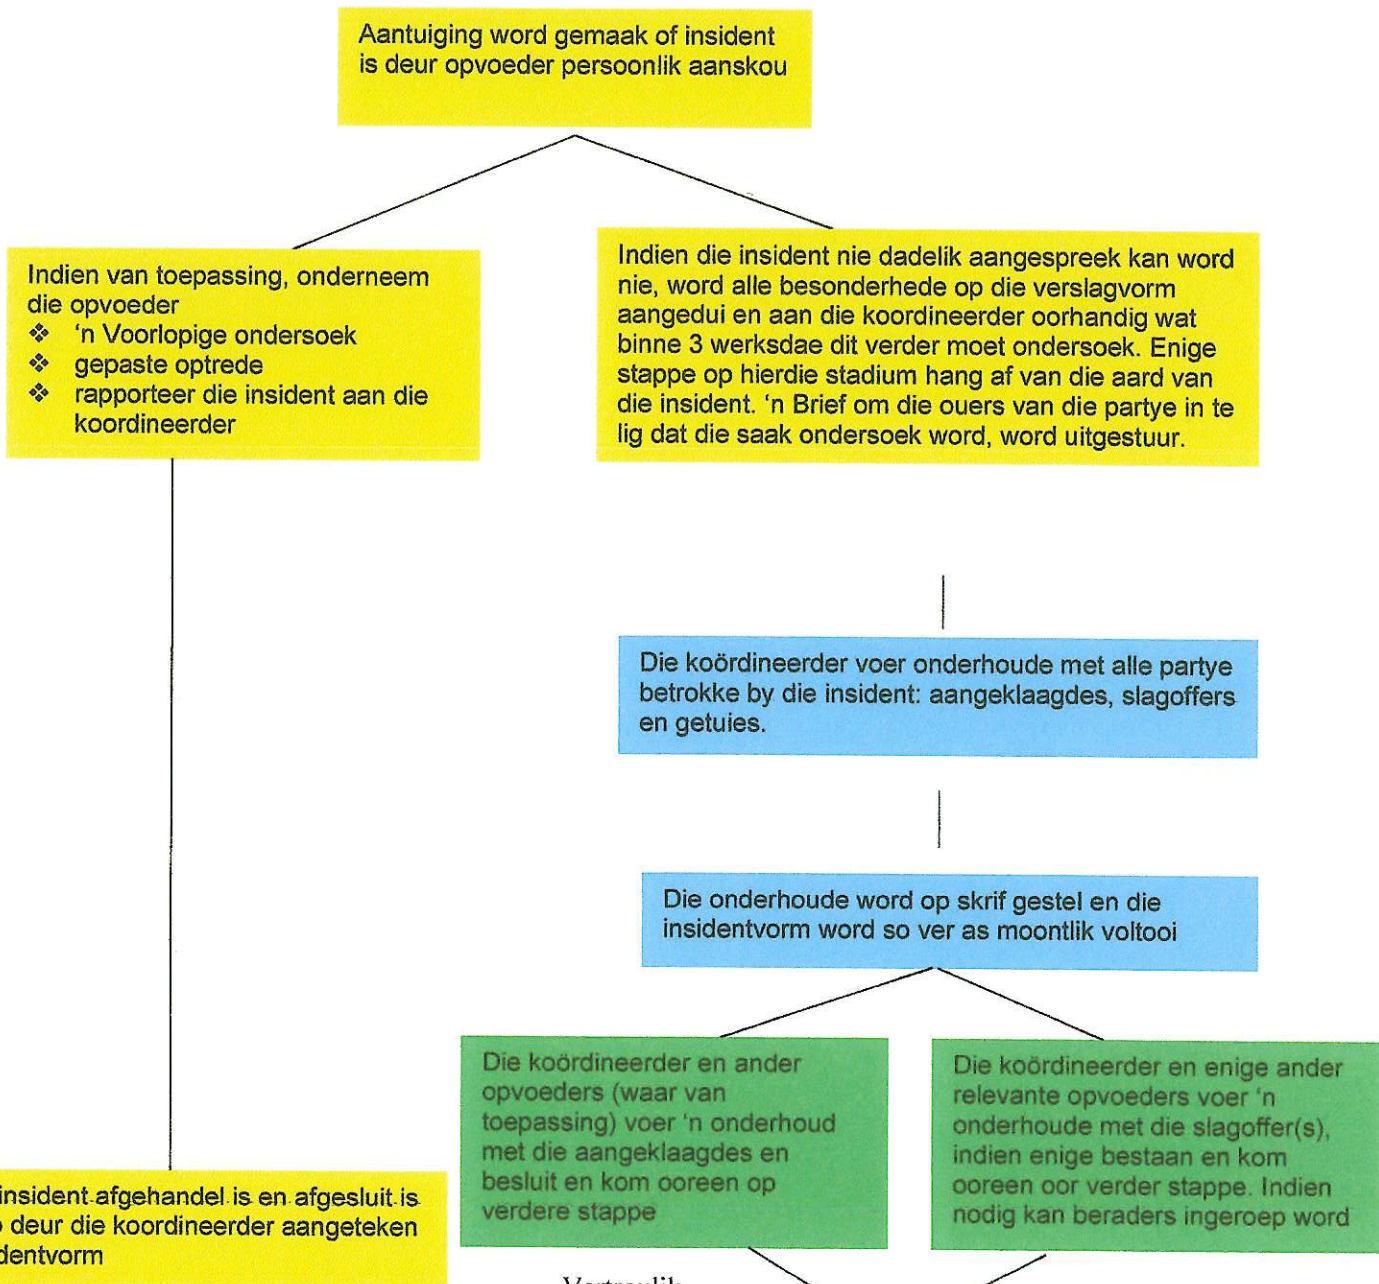 Aantuiging word gemaak of insident
is deur opvoeder persoonlik aanskou
Indien van toepassing, onderneem
die opvoeder
❖ ‘n Voorlopige ondersoek
❖ gepaste optrede
❖ rapporteer die insident aan die
koordineerder
Indien die insident nie dadelik aangespreek kan word
nie, word alle besonderhede op die verslagvorm
aangedui en aan die koordineerder oorhandig wat
binne 3 werksdae dit verder moet ondersoek. Enige
stappe op hierdie stadium hang af van die aard van
die insident. ‘n Brief om die ouers van die partye in te
lig dat die saak ondersoek word, word uitgestuur.
Die koördineerder voer onderhoude met alle partye
betrokke by die insident: aangeklaagdes, slagoffers
en getuies.
Die onderhoude word op skrif gestel en die
insidentvorm word so ver as moontlik voltooi
Die koördineerder en ander
opvoeders (waar van
toepassing) voer ‘n onderhoud
met die aangeklaagdes en
besluit en kom ooreen op
verdere stappe
Die koördineerder en enige ander
relevante opvoeders voer ‘n
onderhoude met die slagoffer(s),
indien enige bestaan en kom
ooreen oor verder stappe. Indien
nodig kan beraders ingeroep word
insident afgehandel is en afgesluit is
deur die koordineerder aangeteken
dentvorm
Vertroulik